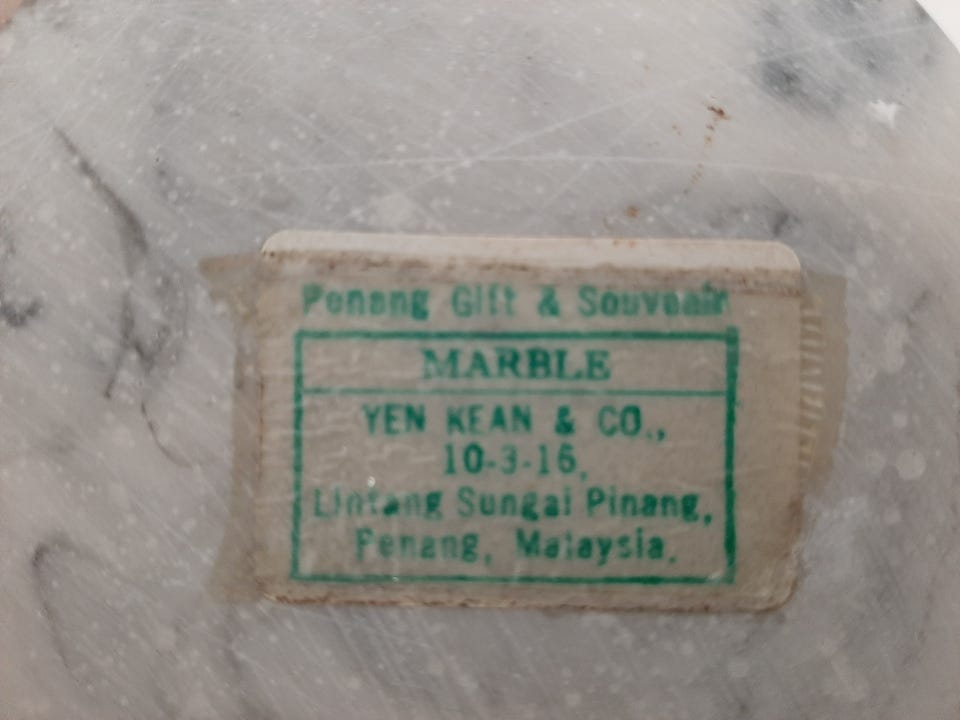 Penang Gift & Souvenir
MARBLE
YEN KEAN & CO.,
10-3-16,
Lintang Sungai Pinang,
Penang, Malaysia.